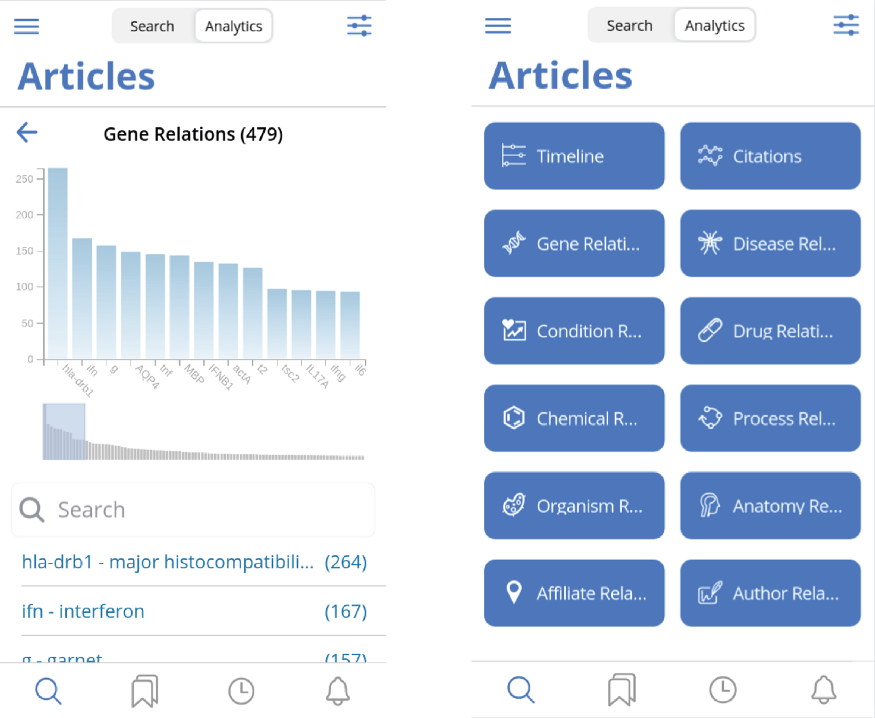 Search Analytics
Articles
Gene Relations (479)
250
200
150
100
50
0
hla-drb1 ifn g AQP4 tnf MBP IFNB1 actA t2 tsc2 IL17A ifng il6
Search
hla-drb1 - major histocompatibili... (264)
ifn - interferon (167)
g - garnet (157)
Search Analytics
Articles
Timeline Citations
Gene Relati... Disease Rel...
Condition R... Drug Relati...
Chemical R... Process Rel...
Organism R... Anatomy Re...
Affiliate Rela... Author Rela...